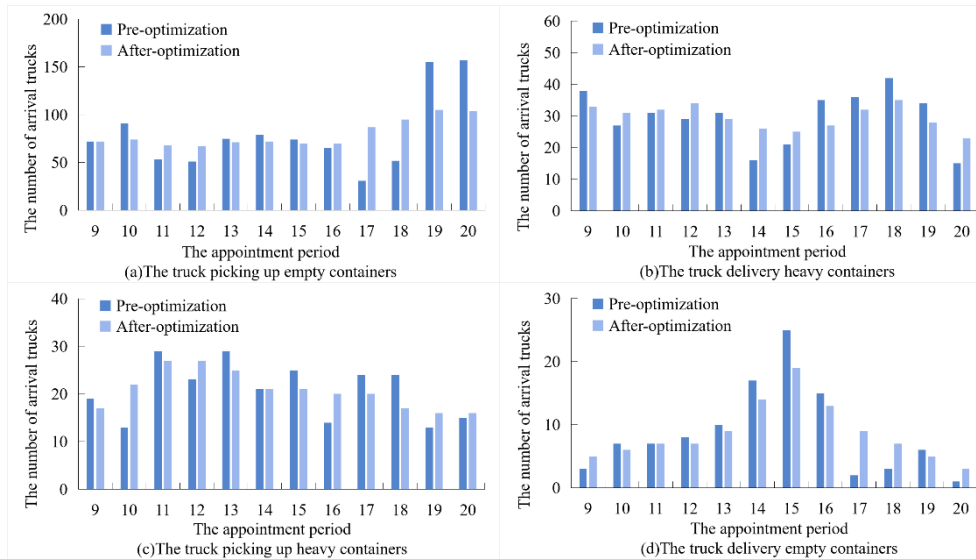 200
150
100
50
0
The number of arrival trucks
Pre-optimization
After-optimization
9 10 11 12 13 14 15 16 17 18 19 20
The appointment period
(a)The truck picking up empty containers
60
45
30
15
0
The number of arrival trucks
Pre-optimization
After-optimization
9 10 11 12 13 14 15 16 17 18 19 20
The appointment period
(b)The truck delivery heavy containers
40
30
20
10
0
The number of arrival trucks
Pre-optimization
After-optimization
9 10 11 12 13 14 15 16 17 18 19 20
The appointment period
(c)The truck picking up heavy containers
30
20
10
0
The number of arrival trucks
Pre-optimization
After-optimization
9 10 11 12 13 14 15 16 17 18 19 20
The appointment period
(d)The truck delivery empty containers